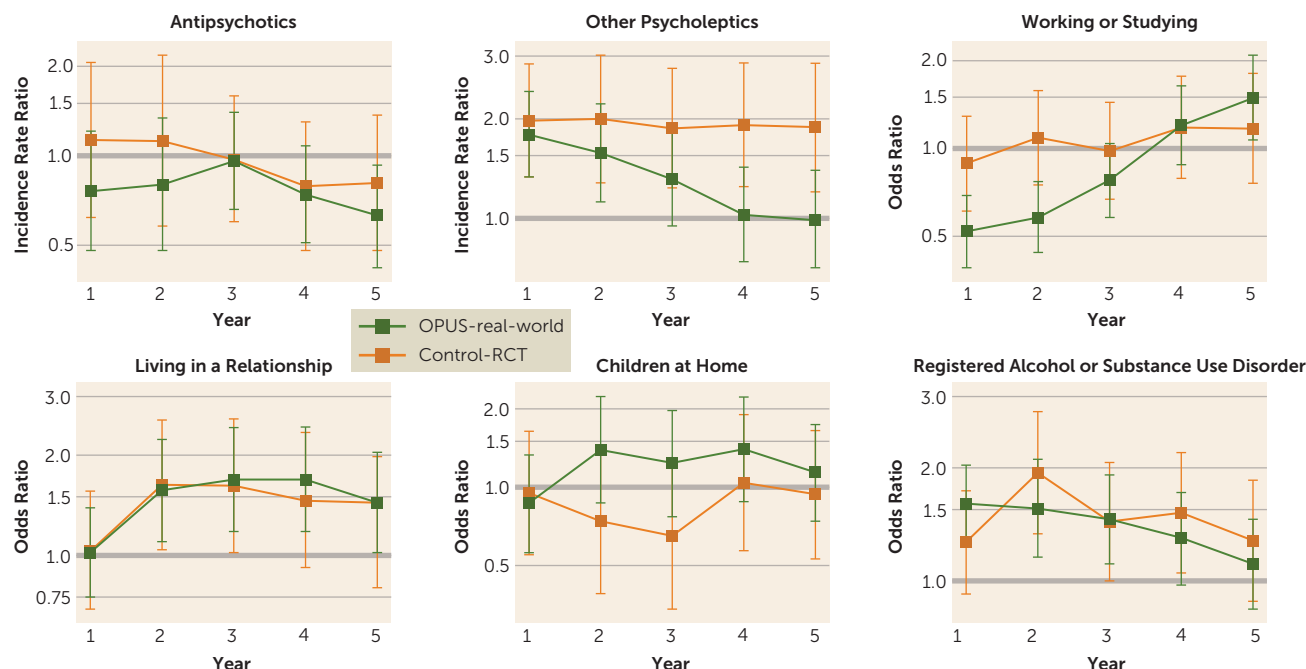 Antipsychotics
Incidence Rate Ratio
2.0
1.5
1.0
0.5
1 2 3 4 5
Year
Other Psycholeptics
Incidence Rate Ratio
3.0
2.0
1.5
1.0
1 2 3 4 5
Year
Working or Studying
Odds Ratio
2.0
1.5
1.0
0.5
1 2 3 4 5
Year
OPUS-real-world
Control-RCT
Living in a Relationship
Odds Ratio
3.0
2.0
1.5
1.0
0.75
1 2 3 4 5
Year
Children at Home
Odds Ratio
2.0
1.5
1.0
0.5
1 2 3 4 5
Year
Registered Alcohol or Substance Use Disorder
Odds Ratio
3.0
2.0
1.5
1.0
1 2 3 4 5
Year